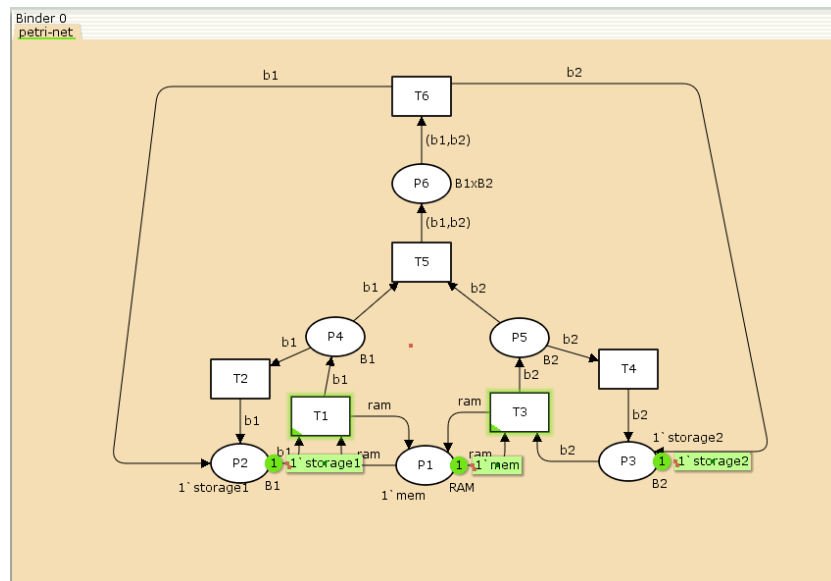 Binder 0
petri-net
b1
T6
b2
(b1,b2)
P6
B1xB2
(b1,b2)
T5
b1
b2
P4
B1
P5
B2
b1
b2
T2
b1
b2
T4
T1
ram
ram
T3
b1
b2
b1
ram
ram
b2
1`storage2
P2
1
1`storage1
P1
1
1`mem
P3
1
1`storage2
1`storage1
B1
1`mem
RAM
B2